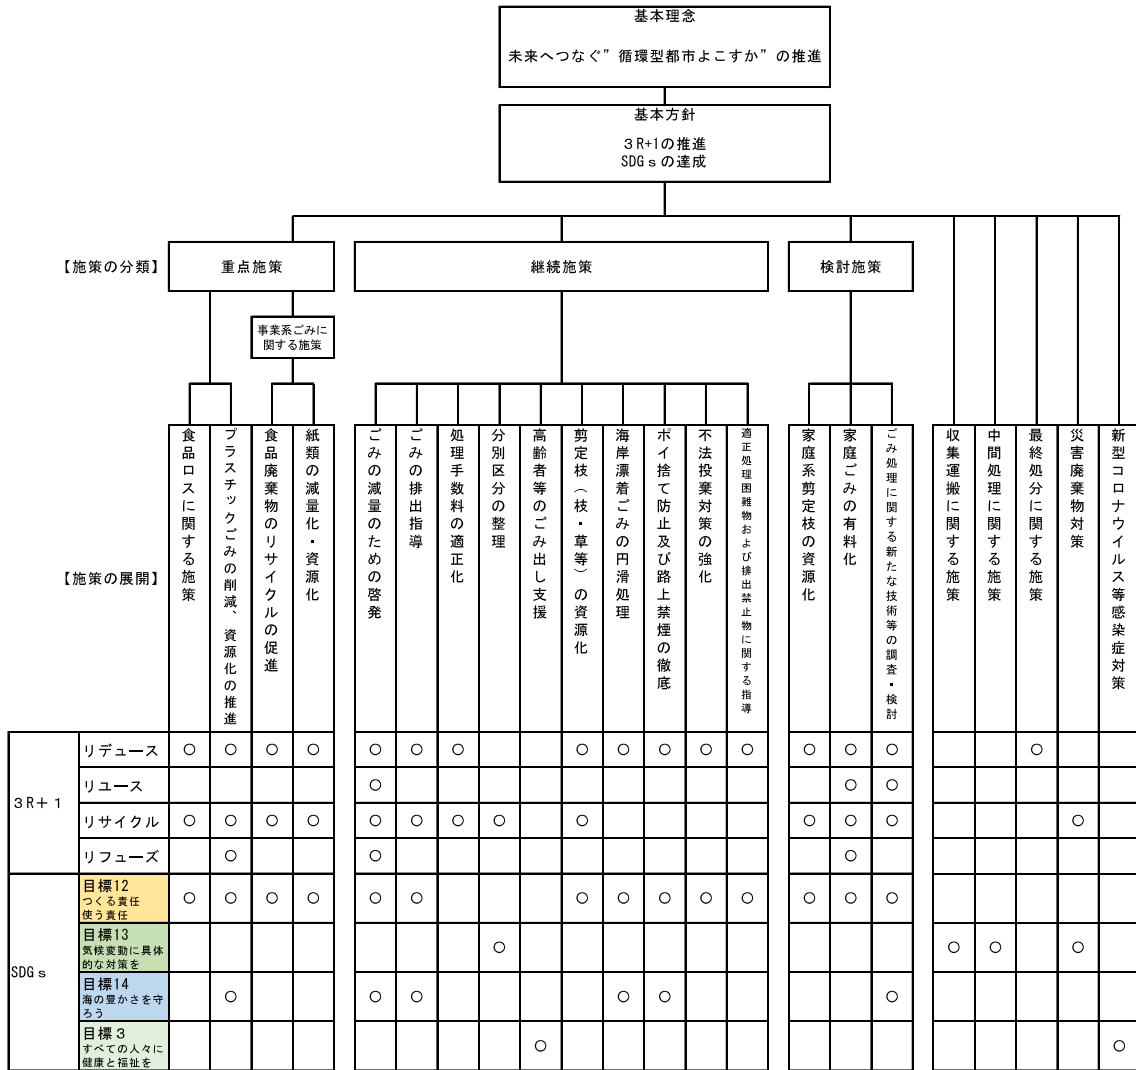 基本理念
未来へつなぐ”循環型都市よこすか”の推進
基本方針
３R+1の推進
SDGｓの達成
【施策の分類】
重点施策
継続施策
検討施策
事業系ごみに
関する施策
【施策の展開】
食品ロスに関する施策
プラスチックごみの削減、資源化の推進
食品廃棄物のリサイクルの促進
紙類の減量化・資源化
ごみの減量のための啓発
ごみの排出指導
処理手数料の適正化
分別区分の整理
高齢者等のごみ出し支援
剪定枝（枝・草等）の資源化
海岸漂着ごみの円滑処理
ポイ捨て防止及び路上禁煙の徹底
不法投棄対策の強化
適正処理困難物および排出禁止物に関する指導
家庭系剪定枝の資源化
家庭ごみの有料化
ごみ処理に関する新たな技術等の調査・検討
収集運搬に関する施策
中間処理に関する施策
最終処分に関する施策
災害廃棄物対策
新型コロナウイルス等感染症対策
３R＋１
リデュース ○ ○ ○ ○ ○ ○ ○ ○ ○ ○ ○ ○ ○ ○ ○ ○
リユース ○ ○ ○
リサイクル ○ ○ ○ ○ ○ ○ ○ ○ ○ ○ ○ ○ ○
リフューズ ○ ○ ○
SDGｓ
目標12
つくる責任
使う責任
○ ○ ○ ○ ○ ○ ○ ○ ○ ○ ○ ○ ○ ○
目標13
気候変動に具体
的な対策を
○ ○ ○ ○
目標14
海の豊かさを守
ろう
○ ○ ○ ○ ○ ○
目標３
すべての人々に
健康と福祉を
○ ○